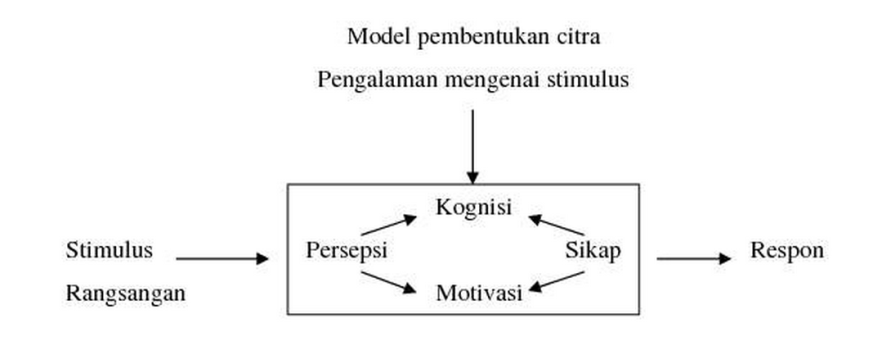 Model pembentukan citra
Pengalaman mengenai stimulus
Kognisi
Stimulus
Persepsi
Sikap
Respon
Rangsangan
Motivasi